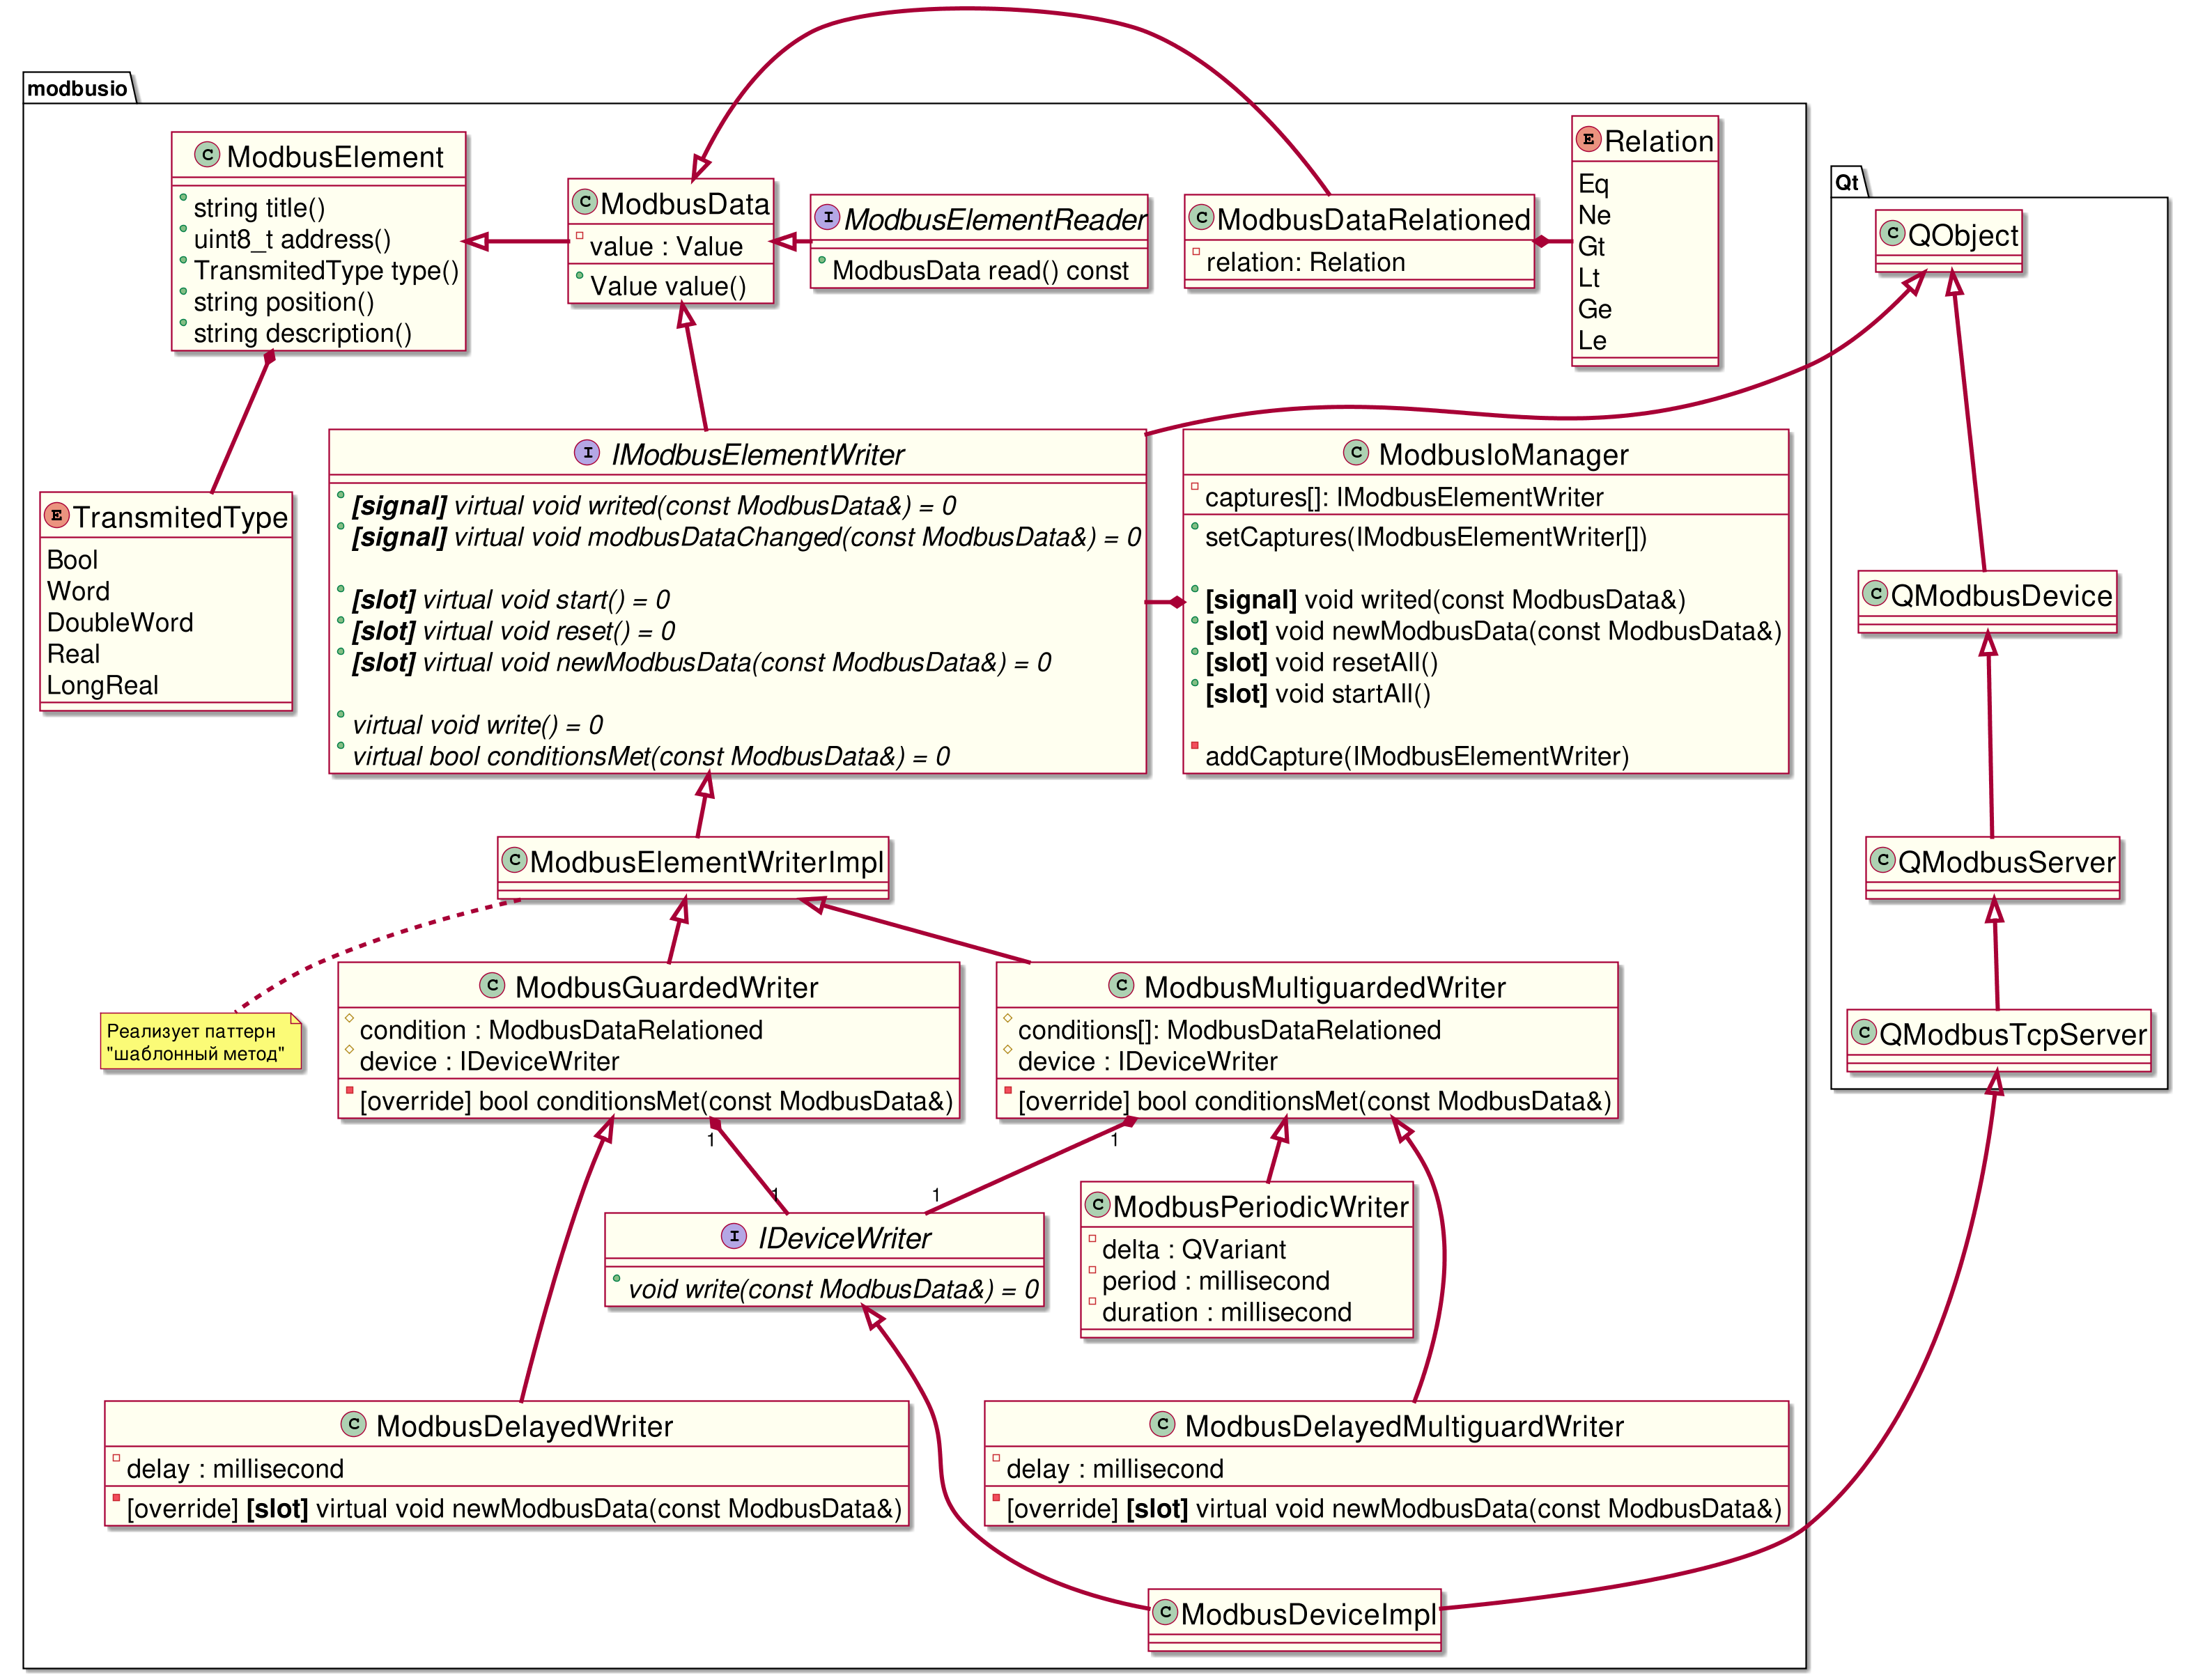 modbusio
C ModbusElement
string title()
uint8_t address()
TransmitedType type()
string position()
string description()
C ModbusData
value : Value
Value value()
I ModbusElementReader
ModbusData read() const
C ModbusDataRelationed
relation: Relation
E Relation
Eq
Ne
Gt
Lt
Ge
Le
Qt
C QObject
E TransmitedType
Bool
Word
DoubleWord
Real
LongReal
I IModbusElementWriter
[signal] virtual void writed(const ModbusData&) = 0
[signal] virtual void modbusDataChanged(const ModbusData&) = 0
[slot] virtual void start() = 0
[slot] virtual void reset() = 0
[slot] virtual void newModbusData(const ModbusData&) = 0
virtual void write() = 0
virtual bool conditionsMet(const ModbusData&) = 0
C ModbusIoManager
captures[]: IModbusElementWriter
setCaptures(IModbusElementWriter[])
[signal] void writed(const ModbusData&)
[slot] void newModbusData(const ModbusData&)
[slot] void resetAll()
[slot] void startAll()
addCapture(IModbusElementWriter)
C QModbusDevice
C ModbusElementWriterImpl
C QModbusServer
Реализует паттерн
"шаблонный метод"
C ModbusGuardedWriter
condition : ModbusDataRelationed
device : IDeviceWriter
[override] bool conditionsMet(const ModbusData&)
C ModbusMultiguardedWriter
conditions[]: ModbusDataRelationed
device : IDeviceWriter
[override] bool conditionsMet(const ModbusData&)
C QModbusTcpServer
1
1
1
1
I IDeviceWriter
void write(const ModbusData&) = 0
C ModbusPeriodicWriter
delta : QVariant
period : millisecond
duration : millisecond
C ModbusDelayedWriter
delay : millisecond
[override] [slot] virtual void newModbusData(const ModbusData&)
C ModbusDelayedMultiguardWriter
delay : millisecond
[override] [slot] virtual void newModbusData(const ModbusData&)
C ModbusDeviceImpl